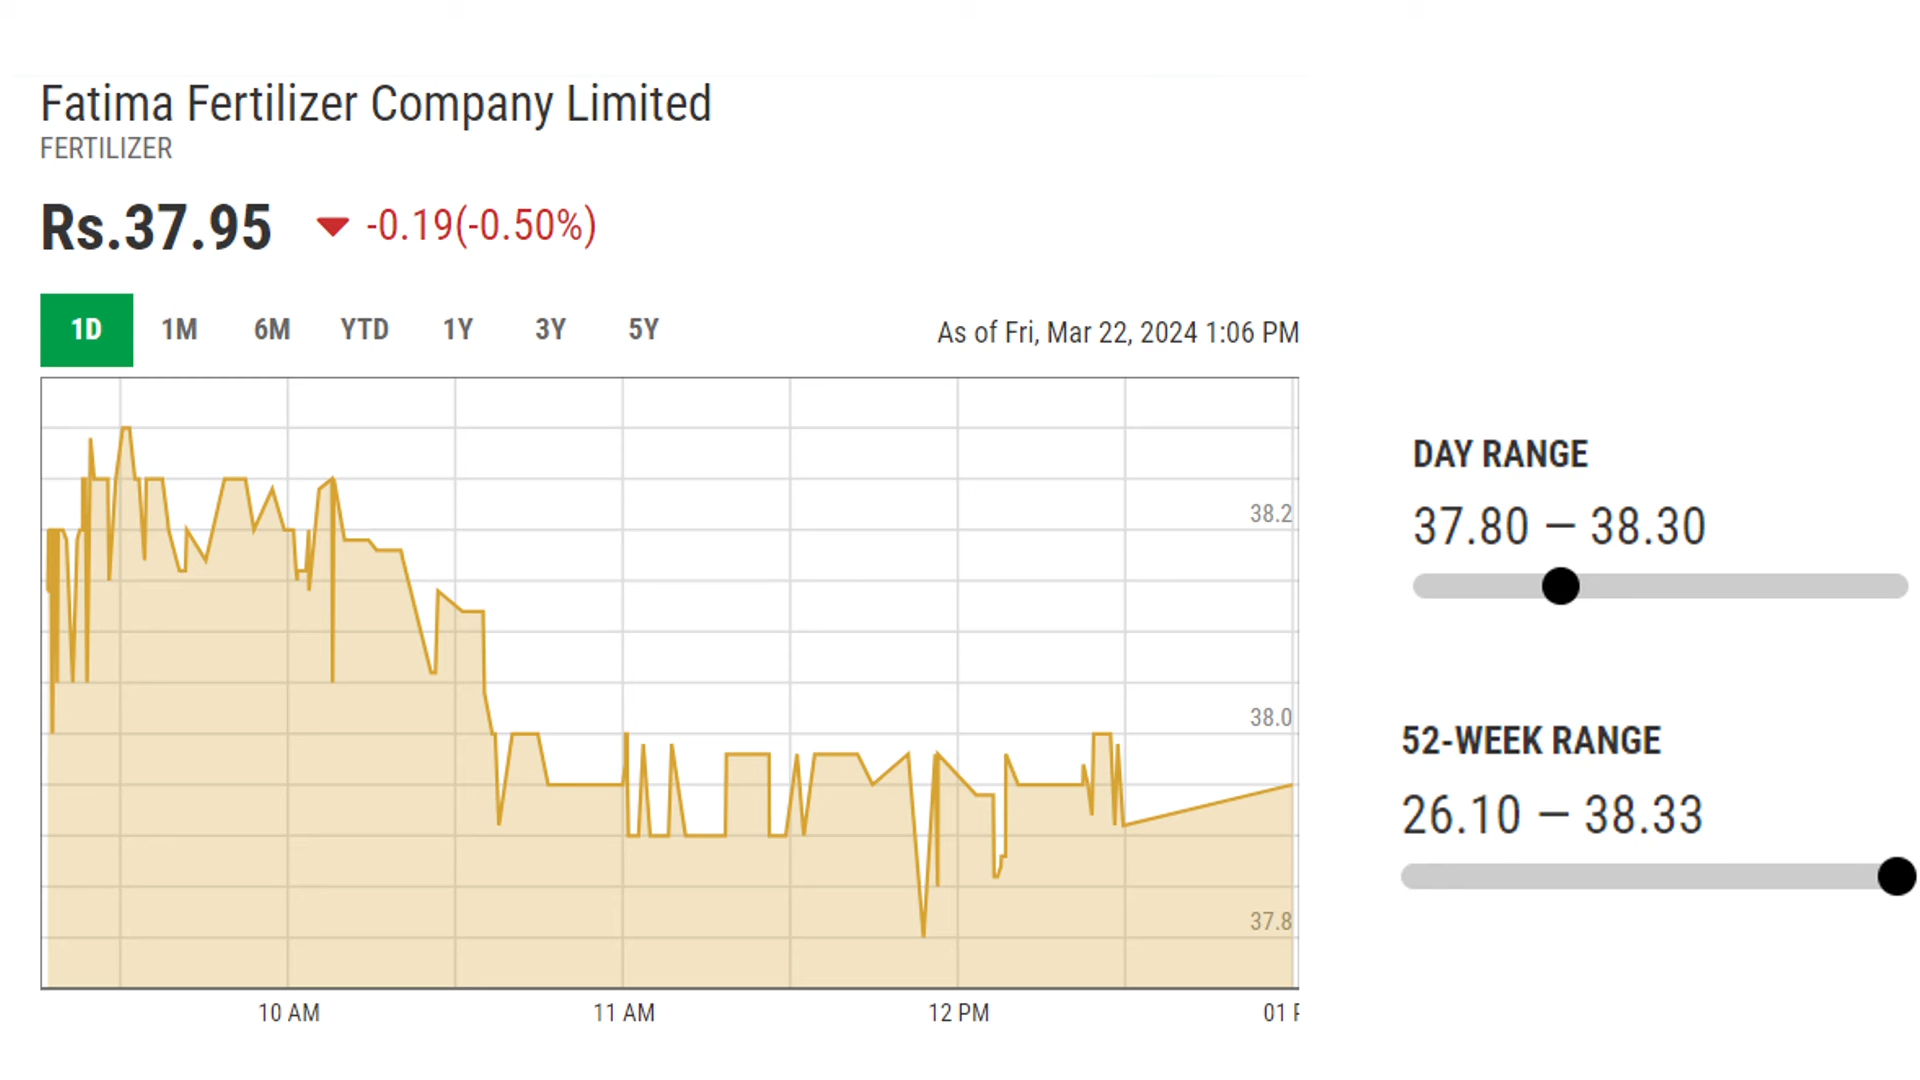 Fatima Fertilizer Company Limited
FERTILIZER
Rs.37.95 -0.19(-0.50%)
1D 1M 6M YTD 1Y 3Y 5Y As of Fri, Mar 22, 2024 1:06 PM
38.2
38.0
37.8
10 AM 11 AM 12 PM 01
DAY RANGE
37.80 – 38.30
52-WEEK RANGE
26.10 – 38.33